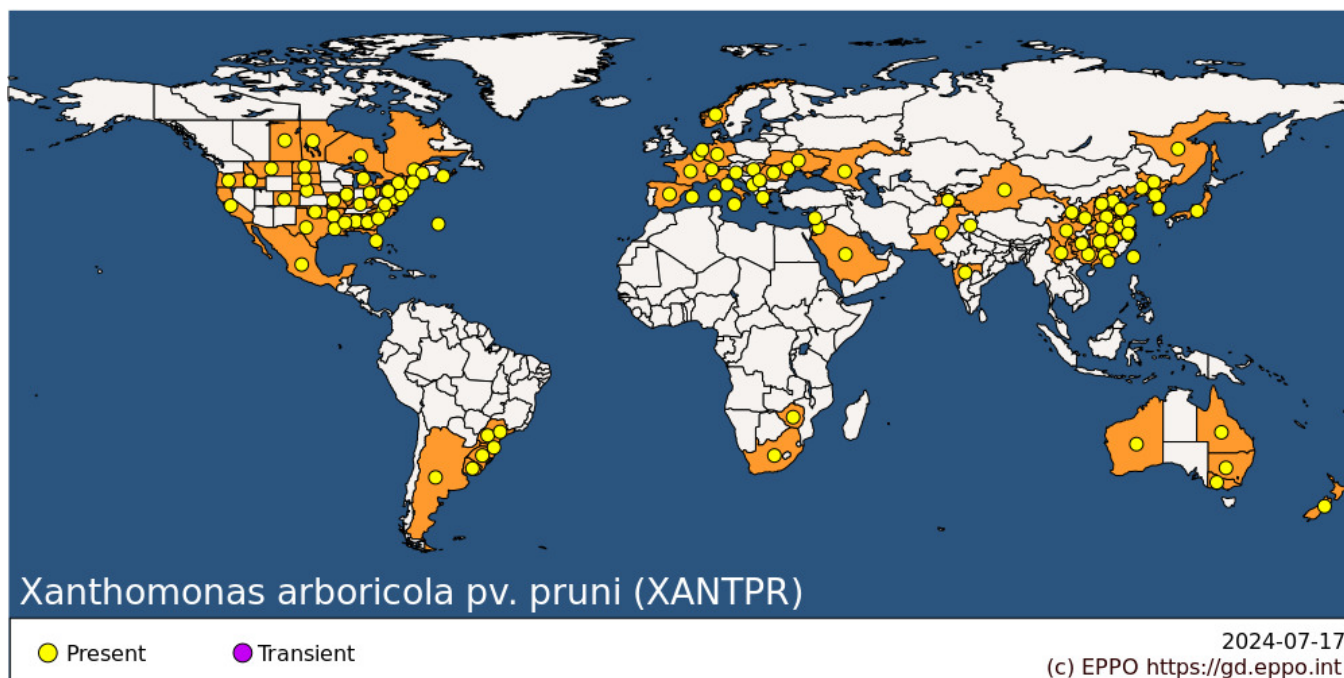 Xanthomonas arboricola pv. pruni (XANTPR)
Present
Transient
2024-07-17
(c) EPPO https://gd.eppo.int